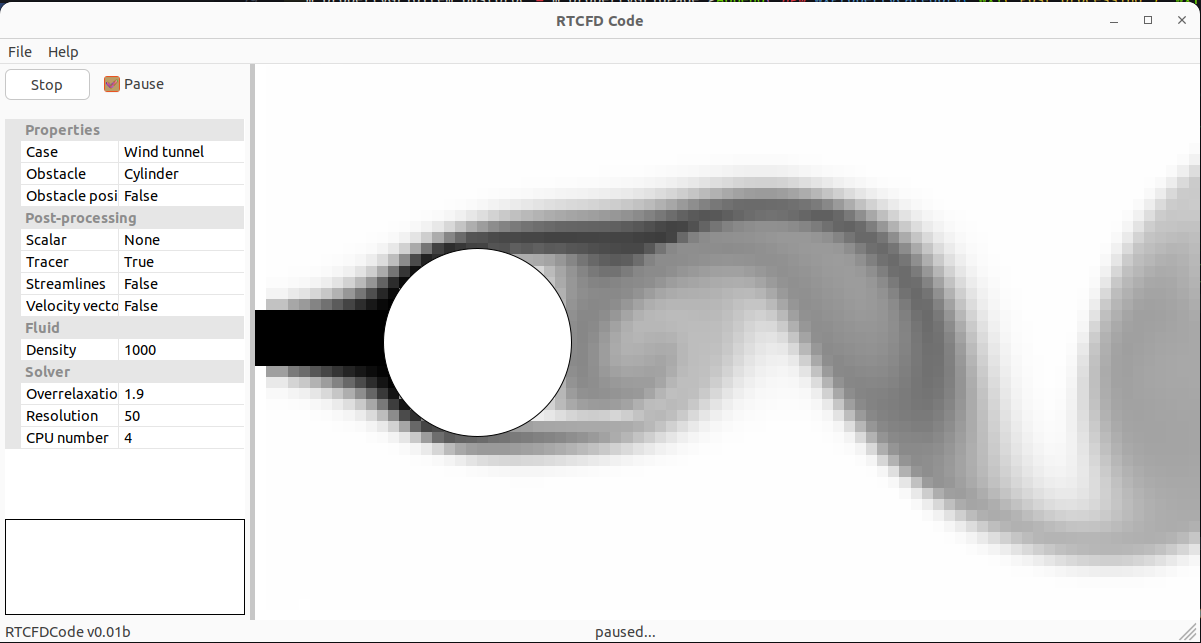 RTCFD Code
File Help
Stop Pause
Properties
Case Wind tunnel
Obstacle Cylinder
Obstacle posi False
Post-processing
Scalar None
Tracer True
Streamlines False
Velocity vecto False
Fluid
Density 1000
Solver
Overrelaxatio 1.9
Resolution 50
CPU number 4
RTCFDCode v0.01b paused...